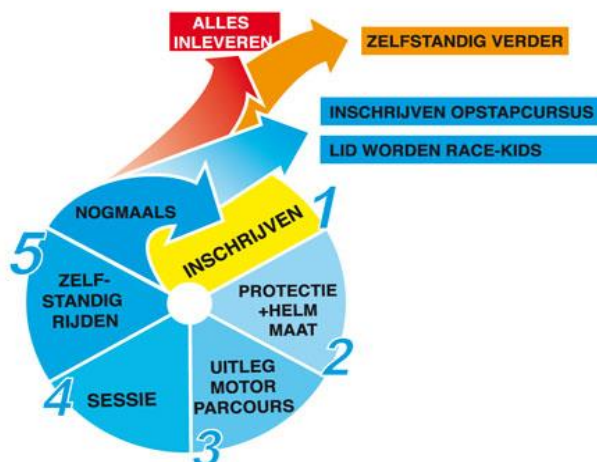 ALLES
INLEVEREN
ZELFSTANDIG VERDER
INSCHRIJVEN OPSTAPCURSUS
LID WORDEN RACE-KIDS
NOGMAALS
1
INSCHRIJVEN
PROTECTIE
+HELM
MAAT
2
UITLEG
MOTOR
PARCOURS
3
SESSIE
4
ZELF-
STANDIG
RIJDEN
5